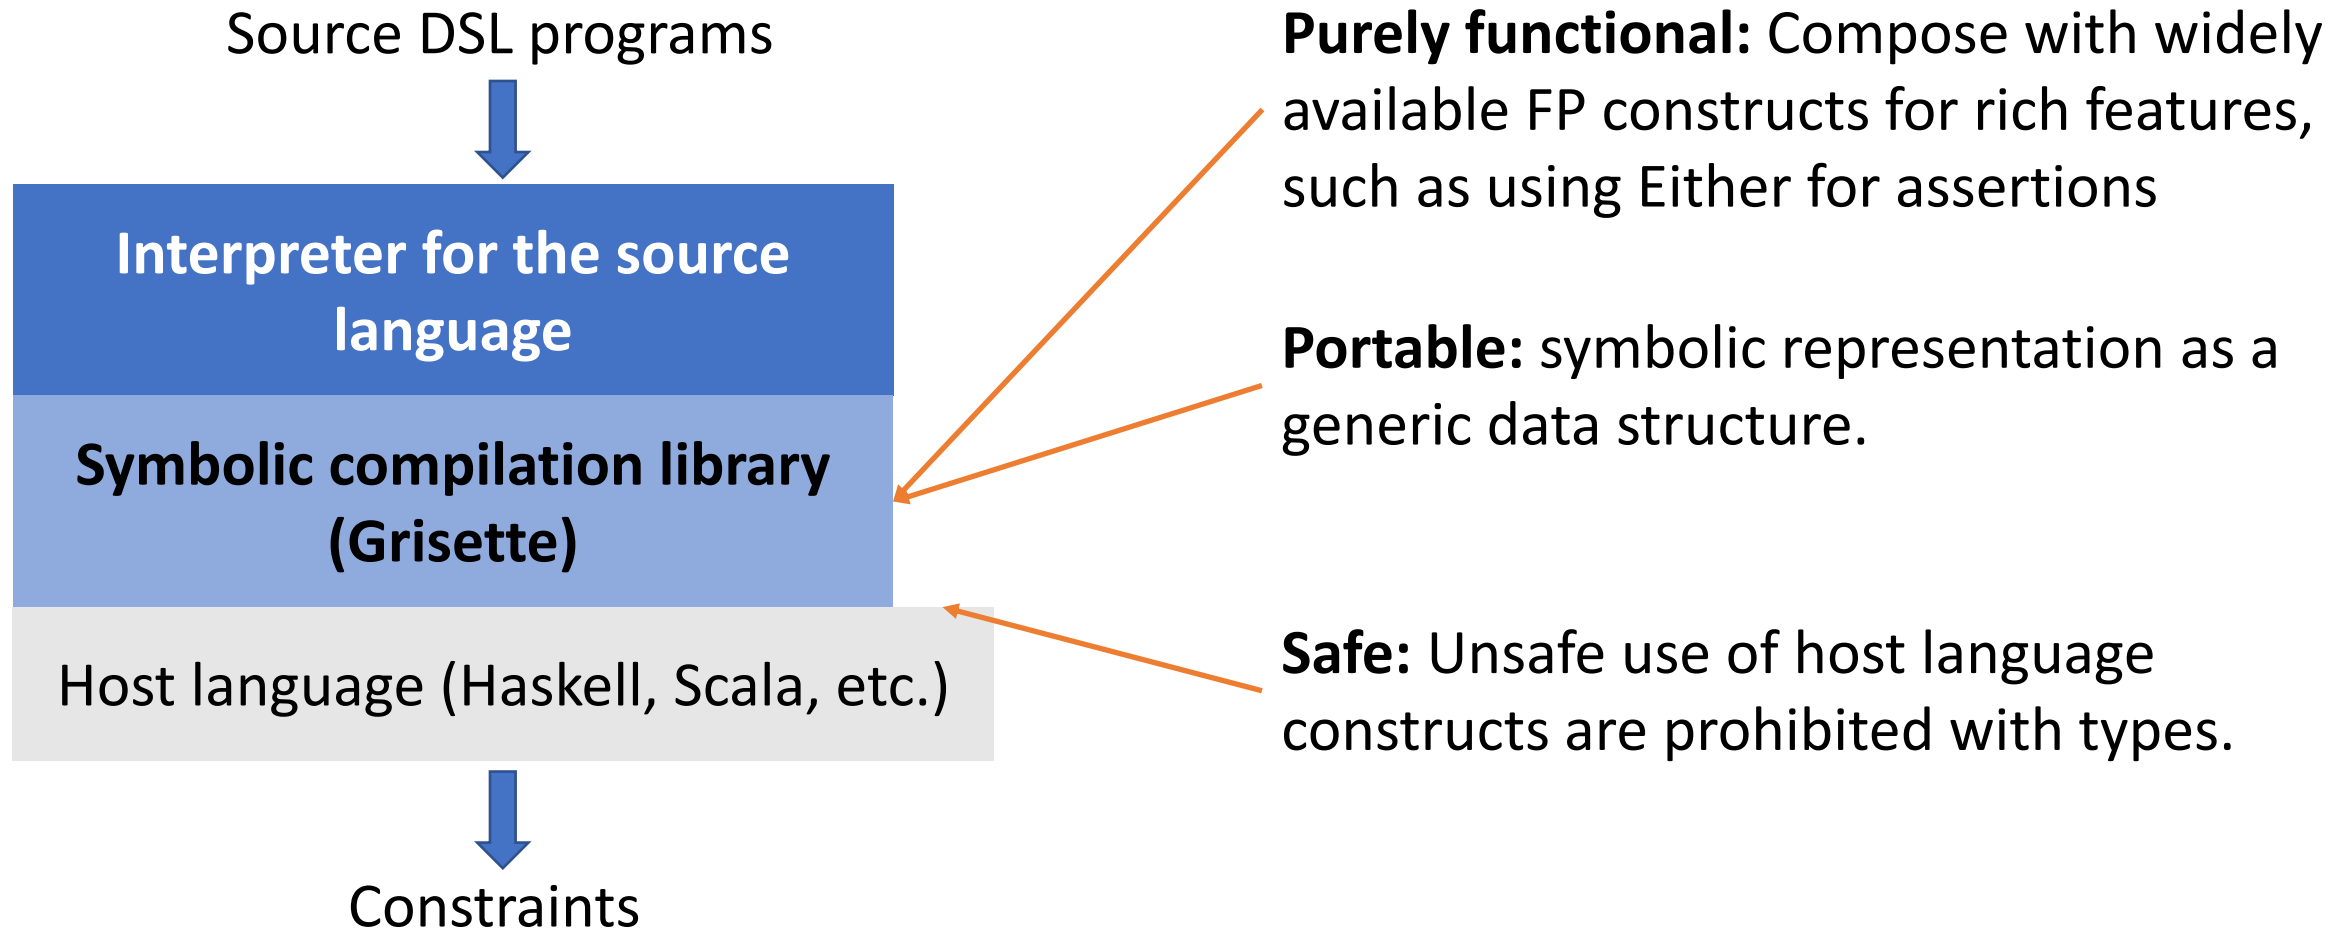 Source DSL programs
Interpreter for the source
language
Symbolic compilation library
(Grisette)
Host language (Haskell, Scala, etc.)
Constraints
Purely functional: Compose with widely
available FP constructs for rich features,
such as using Either for assertions
Portable: symbolic representation as a
generic data structure.
Safe: Unsafe use of host language
constructs are prohibited with types.